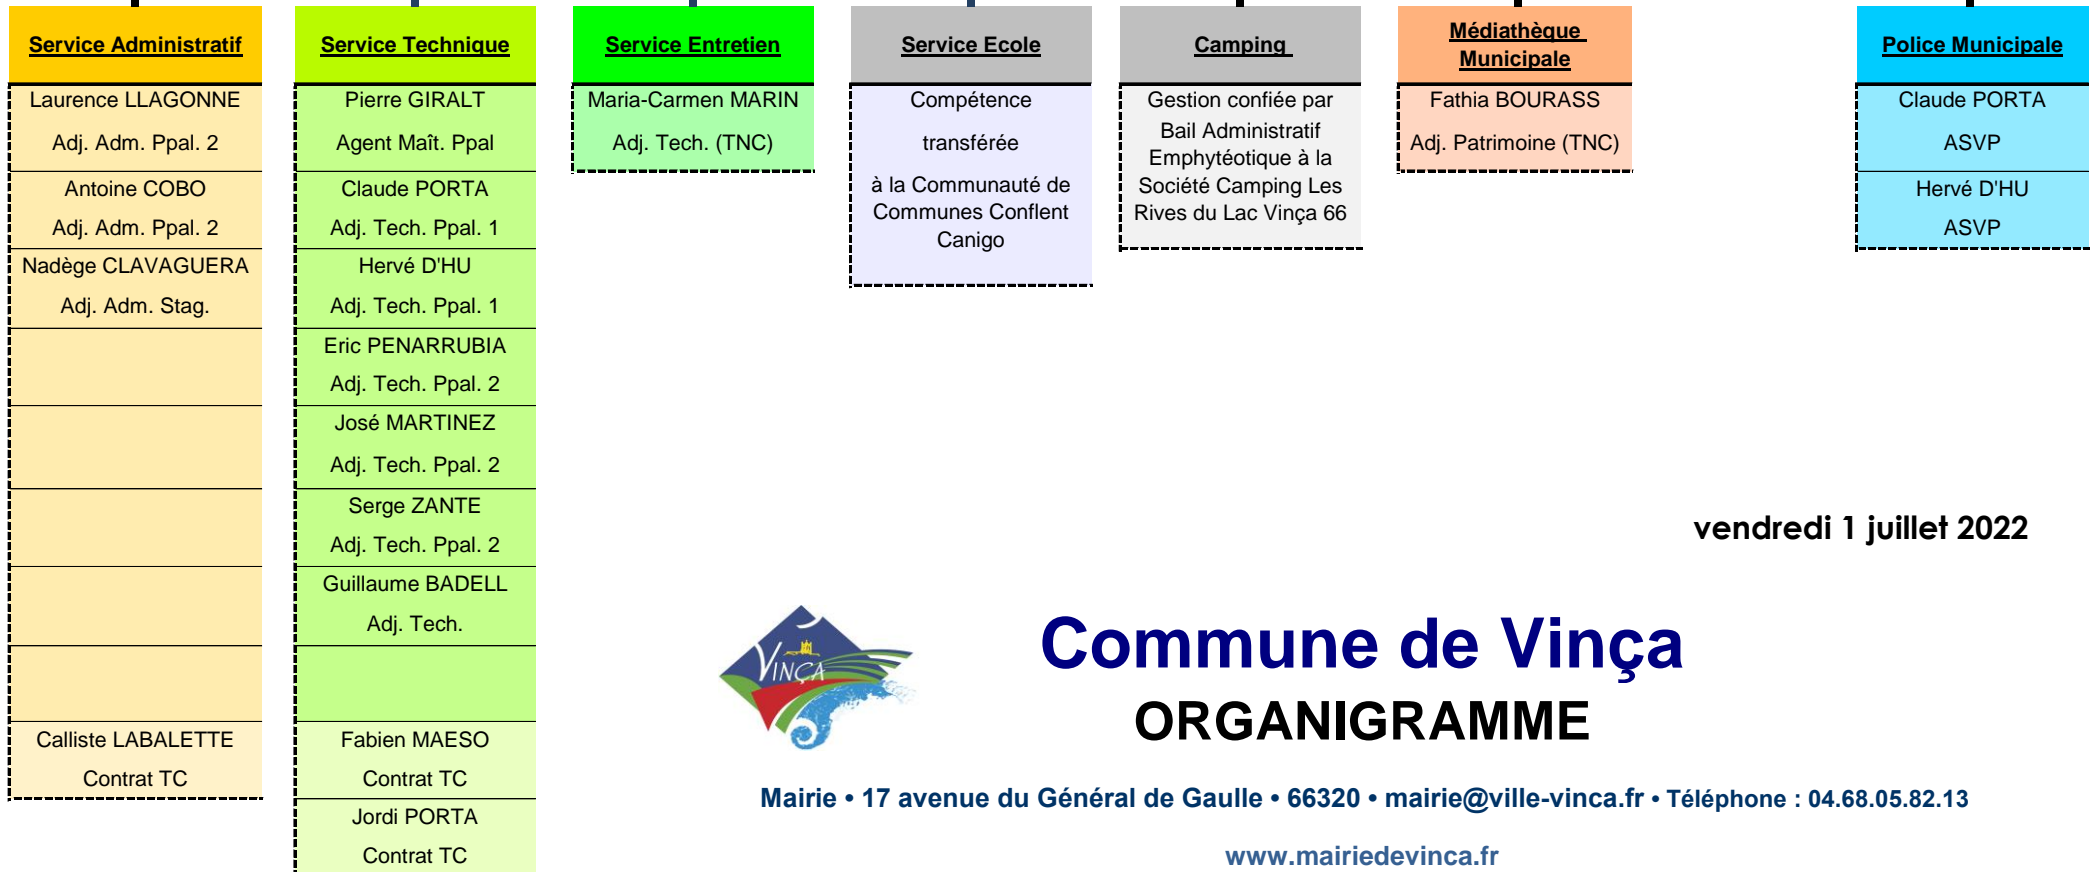 Service Administratif
Laurence LLAGONNE
Adj. Adm. Ppal. 2
Antoine COBO
Adj. Adm. Ppal. 2
Nadège CLAVAGUERA
Adj. Adm. Stag.
Calliste LABALETTE
Contrat TC
Service Technique
Pierre GIRALT
Agent Maît. Ppal
Claude PORTA
Adj. Tech. Ppal. 1
Hervé D'HU
Adj. Tech. Ppal. 1
Eric PENARRUBIA
Adj. Tech. Ppal. 2
José MARTINEZ
Adj. Tech. Ppal. 2
Serge ZANTE
Adj. Tech. Ppal. 2
Guillaume BADELL
Adj. Tech.
Fabien MAESO
Contrat TC
Jordi PORTA
Contrat TC
Service Entretien
Maria-Carmen MARIN
Adj. Tech. (TNC)
Service Ecole
Compétence
transférée
à la Communauté de
Communes Conflent
Canigo
Camping
Gestion confiée par
Bail Administratif
Emphytéotique à la
Société Camping Les
Rives du Lac Vinça 66
Médiathèque
Municipale
Fathia BOURASS
Adj. Patrimoine (TNC)
Police Municipale
Claude PORTA
ASVP
Hervé D'HU
ASVP
vendredi 1 juillet 2022
VINÇA
Commune de Vinça
ORGANIGRAMME
Mairie • 17 avenue du Général de Gaulle • 66320 • mairie@ville-vinca.fr • Téléphone : 04.68.05.82.13
www.mairiedevinca.fr